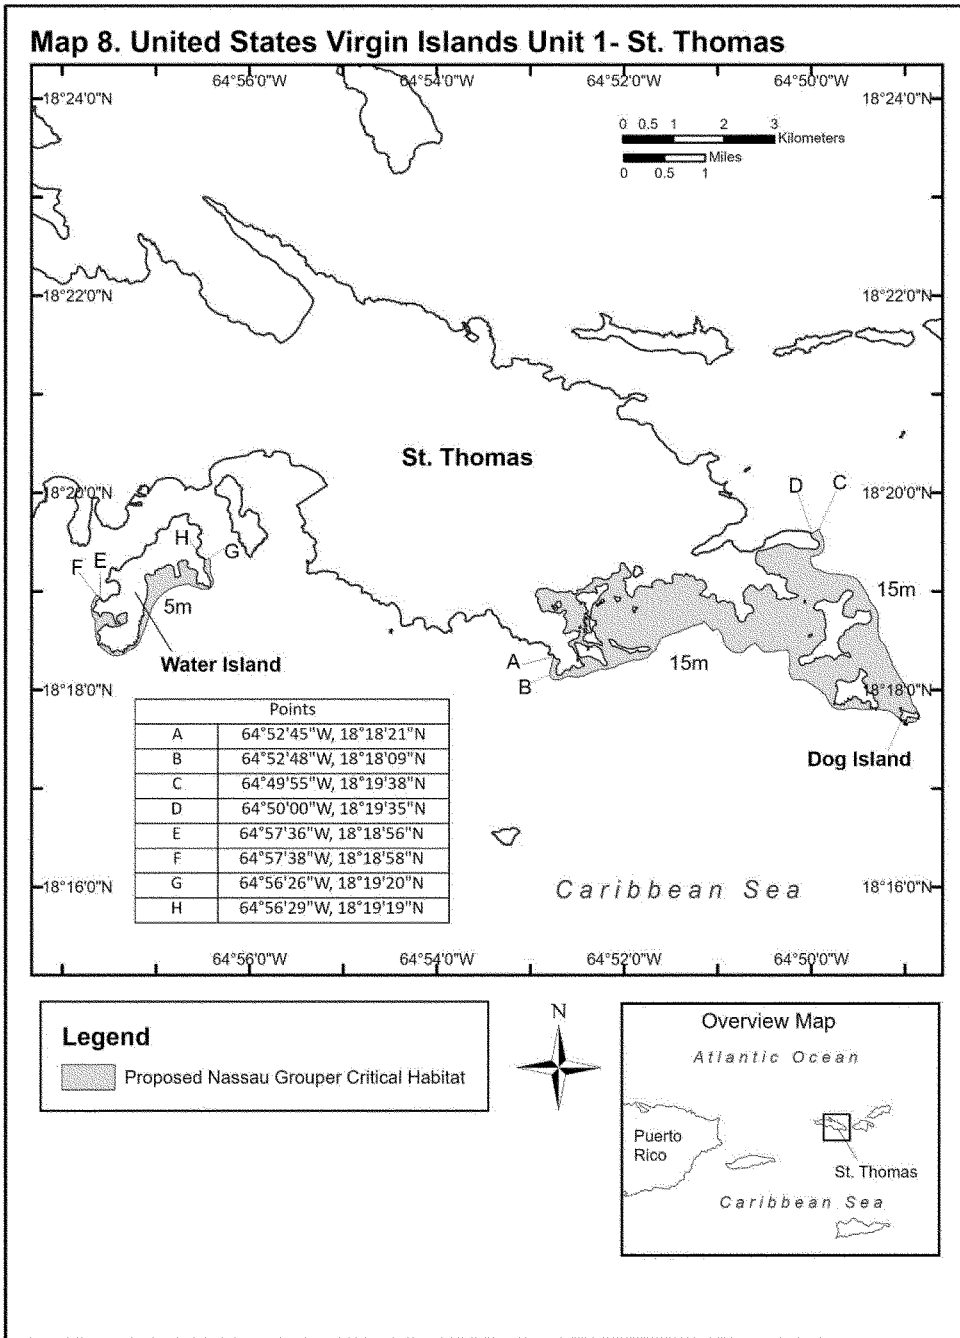 Map 8. United States Virgin Islands Unit 1- St. Thomas
64°56'0"W 64°54'0"W 64°52'0"W 64°50'0"W
18°24'0"N 18°24'0"N
0 0.5 1 2 3
Kilometers
Miles
0 0.5 1
18°22'0"N 18°22'0"N
St. Thomas
18°20'0"N 18°20'0"N
D C
H G
F E
5m
15m
Water Island
A
B
15m
18°18'0"N 18°18'0"N
Dog Island
Points
A 64°52'45"W, 18°18'21"N
B 64°52'48"W, 18°18'09"N
C 64°49'55"W, 18°19'38"N
D 64°50'00"W, 18°19'35"N
E 64°57'36"W, 18°18'56"N
F 64°57'38"W, 18°18'58"N
G 64°56'26"W, 18°19'20"N
H 64°56'29"W, 18°19'19"N
18°16'0"N 18°16'0"N
Caribbean Sea
64°56'0"W 64°54'0"W 64°52'0"W 64°50'0"W
Legend
Proposed Nassau Grouper Critical Habitat
N
Overview Map
Atlantic Ocean
Puerto
Rico
St. Thomas
Caribbean Sea